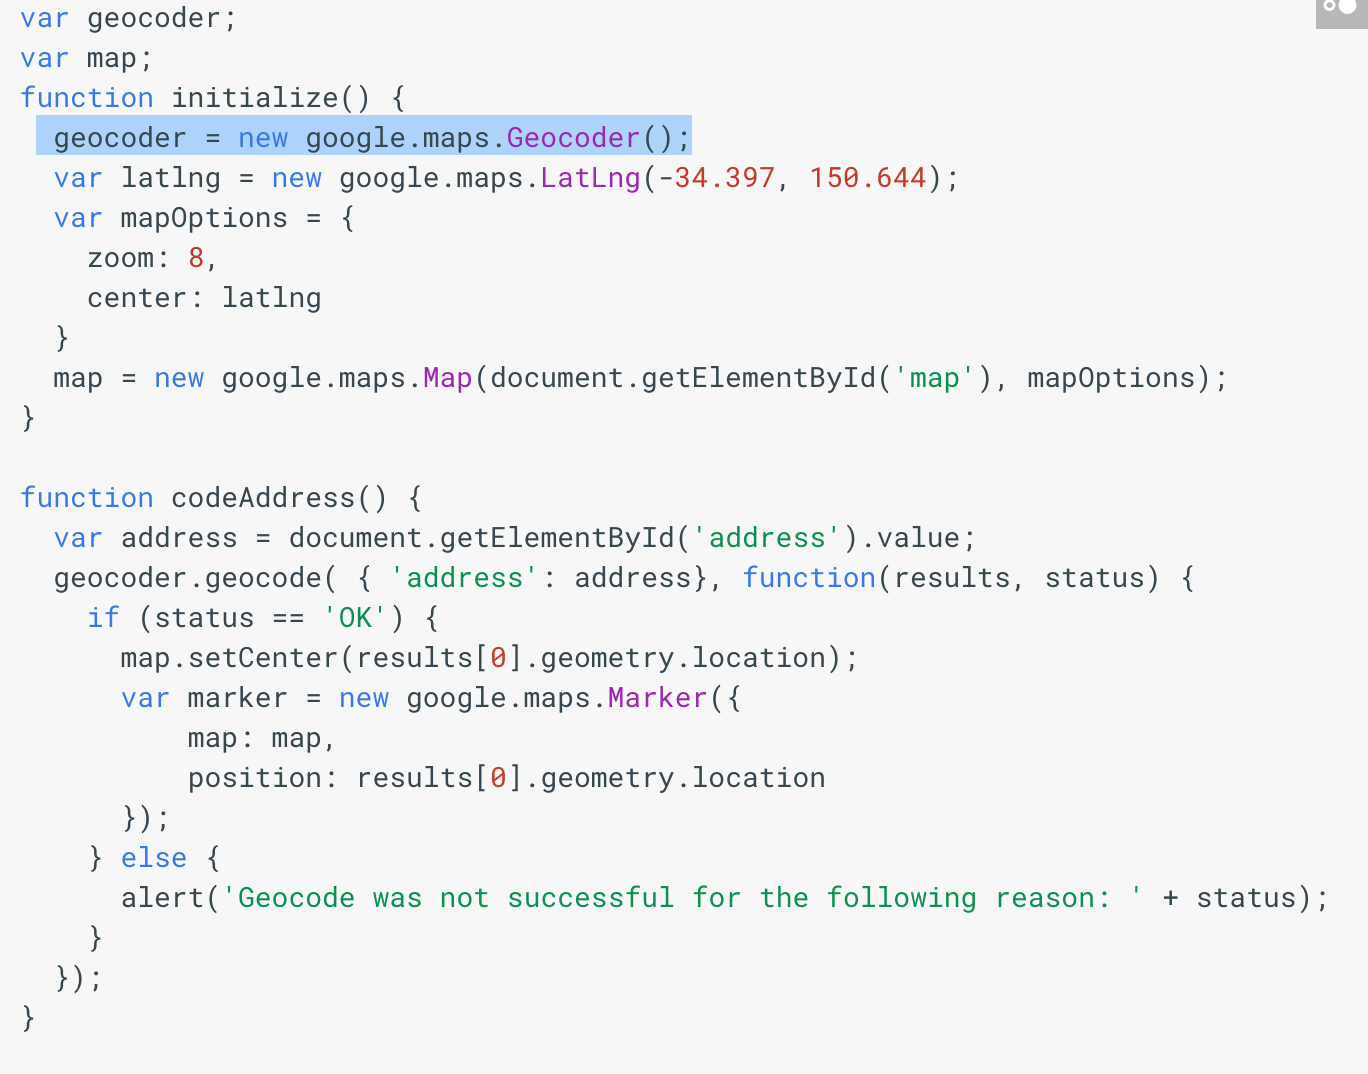 var geocoder;
var map;
function initialize() {
  geocoder = new google.maps.Geocoder();
  var latlng = new google.maps.LatLng(-34.397, 150.644);
  var mapOptions = {
    zoom: 8,
    center: latlng
  }
  map = new google.maps.Map(document.getElementById('map'), mapOptions);
}

function codeAddress() {
  var address = document.getElementById('address').value;
  geocoder.geocode( { 'address': address}, function(results, status) {
    if (status == 'OK') {
      map.setCenter(results[0].geometry.location);
      var marker = new google.maps.Marker({
          map: map,
          position: results[0].geometry.location
      });
    } else {
      alert('Geocode was not successful for the following reason: ' + status);
    }
  });
}